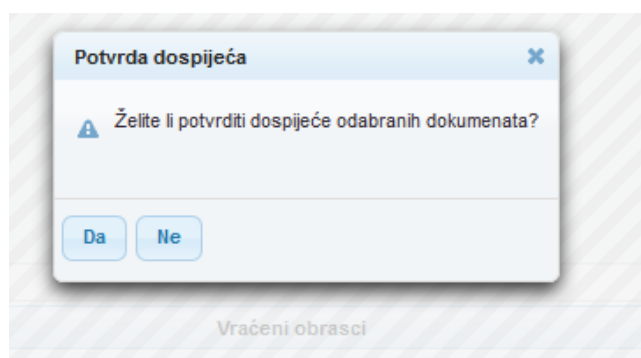 Potvrda dospijeća
Želite li potvrditi dospijeće odabranih dokumenata?
Da
Ne
Vraćeni obrasci